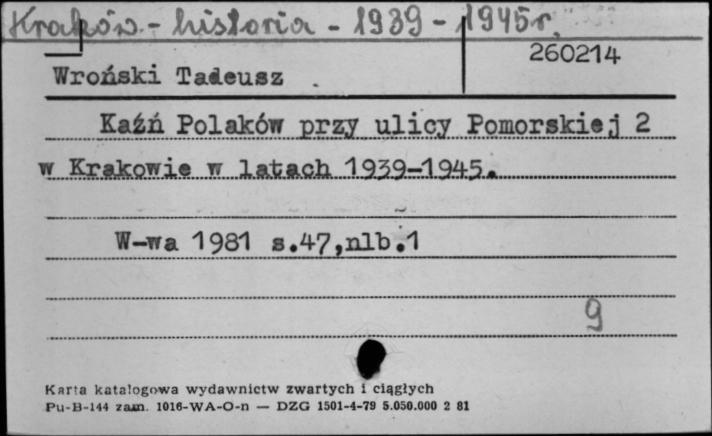 Kraków - historia - 1939 - 1945 r.
260214
Wroński Tadeusz
Kaźń Polaków przy ulicy Pomorskiej 2
w Krakowie w latach 1939-1945.
W-wa 1981 s.47,nlb.1
9
Karta katalogowa wydawnictw zwartych i ciągłych
Pu-B-144 zam. 1016-WA-O-n — DZG 1501-4-79 5.050.000 2 81